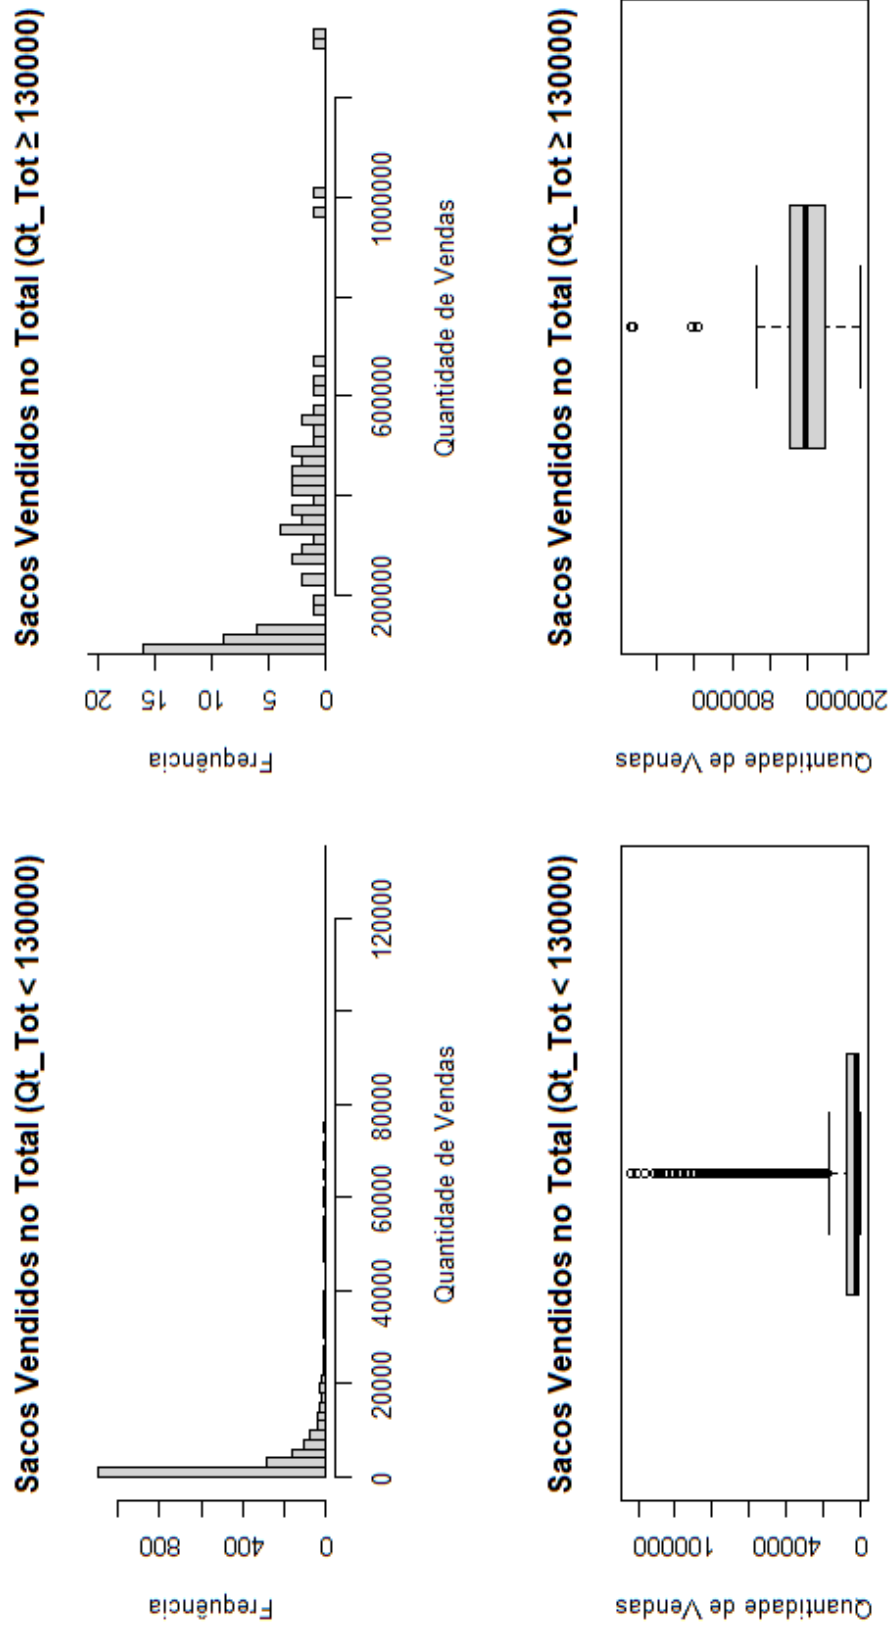 Sacos Vendidos no Total (Qt_Tot < 130000)
Frequência
0 400 800
0 20000 40000 60000 80000 120000
Quantidade de Vendas
Sacos Vendidos no Total (Qt_Tot ≥ 130000)
Frequência
0 5 10 15 20
200000 600000 1000000
Quantidade de Vendas
Sacos Vendidos no Total (Qt_Tot < 130000)
Quantidade de Vendas
0 40000 100000
Sacos Vendidos no Total (Qt_Tot ≥ 130000)
Quantidade de Vendas
200000 800000